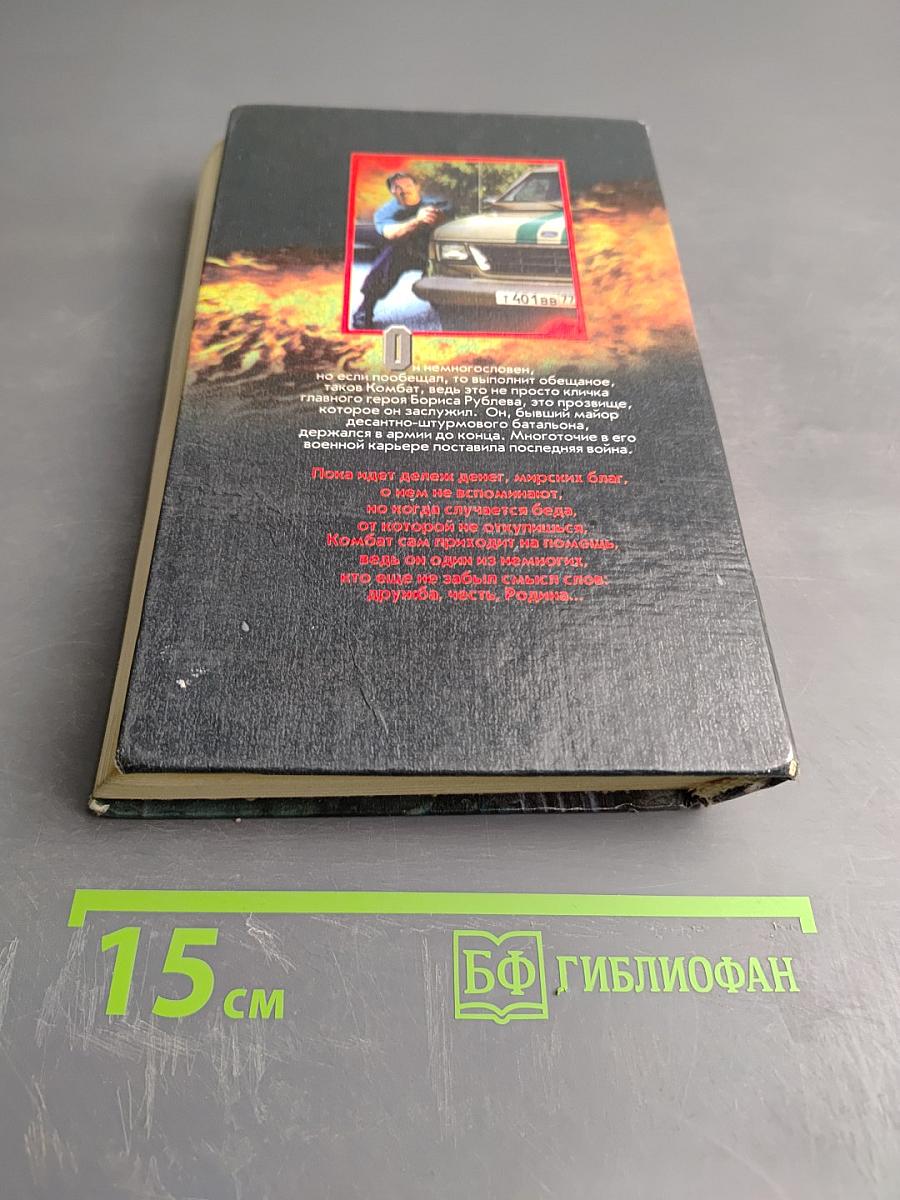 т 401 ВВ 77
Он немногословен,
но если пообещал, то выполнит обещаное,
таков Комбат, ведь это не просто кличка
главного героя Бориса Рублева, это прозвище,
которое он заслужил. Он, бывший майор
десантно-штурмового батальона,
держался в армии до конца. Многоточие в его
военной карьере поставила последняя война.
Пока идет дележ денег, мирских благ,
о нем не вспоминают,
но когда случается беда,
от которой не откупишься,
Комбат сам приходит на помощь,
ведь он один из немногих,
кто еще не забыл смысл слов:
дружба, честь, Родина...
15 см
БФ ГИБЛИОФАН